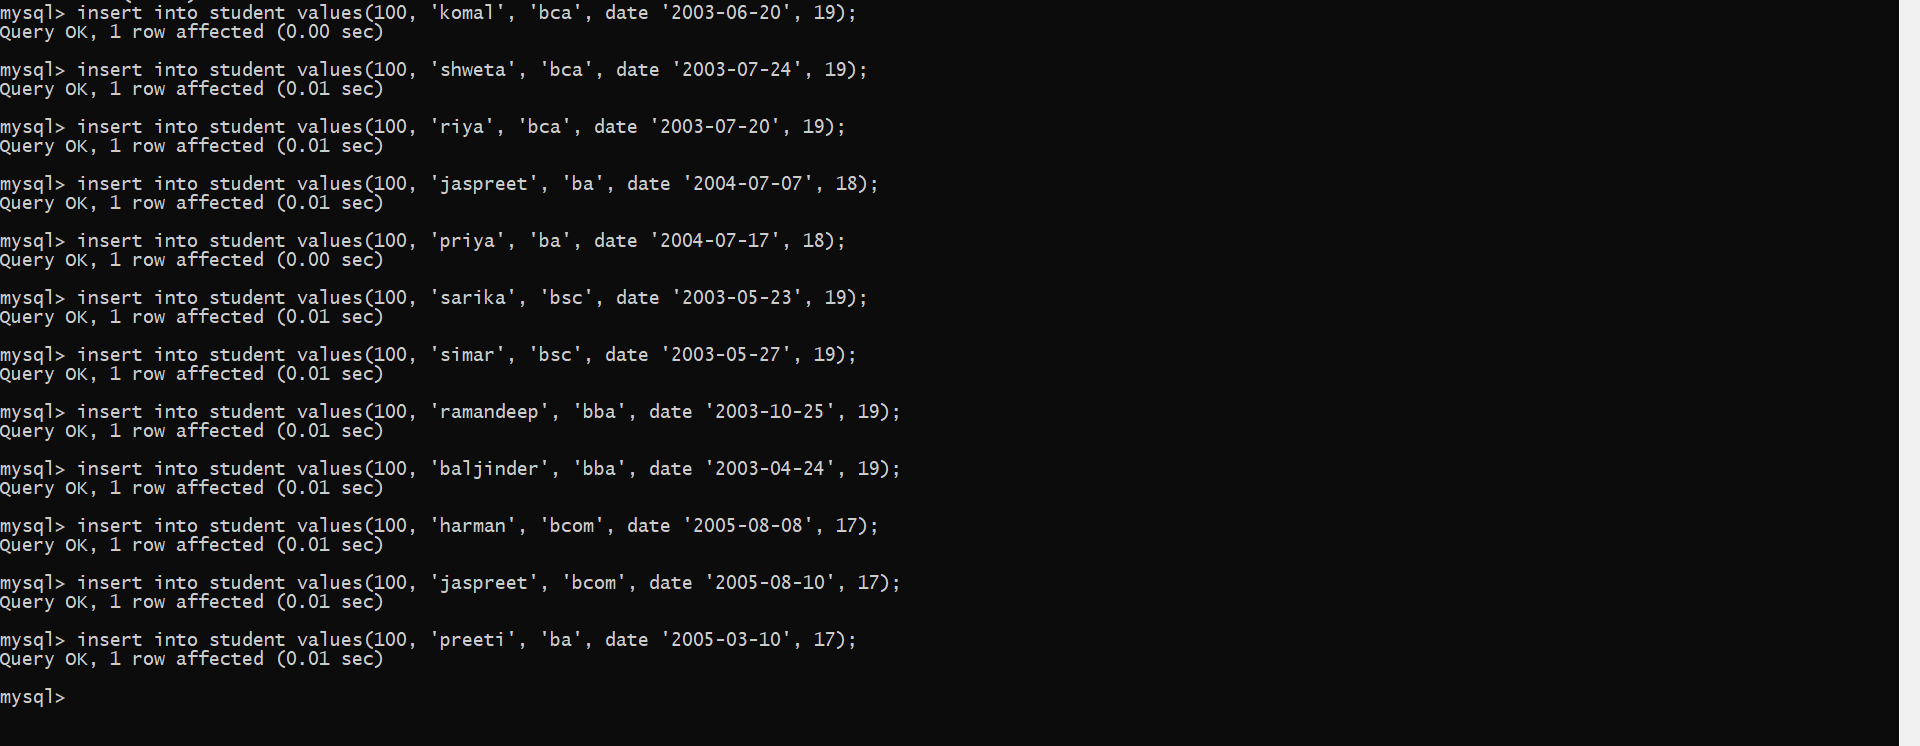 mysql> insert into student values(100, 'komal', 'bca', date '2003-06-20', 19);
Query OK, 1 row affected (0.00 sec)
mysql> insert into student values(100, 'shweta', 'bca', date '2003-07-24', 19);
Query OK, 1 row affected (0.01 sec)
mysql> insert into student values(100, 'riya', 'bca', date '2003-07-20', 19);
Query OK, 1 row affected (0.01 sec)
mysql> insert into student values(100, 'jaspreet', 'ba', date '2004-07-07', 18);
Query OK, 1 row affected (0.01 sec)
mysql> insert into student values(100, 'priya', 'ba', date '2004-07-17', 18);
Query OK, 1 row affected (0.00 sec)
mysql> insert into student values(100, 'sarika', 'bsc', date '2003-05-23', 19);
Query OK, 1 row affected (0.01 sec)
mysql> insert into student values(100, 'simar', 'bsc', date '2003-05-27', 19);
Query OK, 1 row affected (0.01 sec)
mysql> insert into student values(100, 'ramandeep', 'bba', date '2003-10-25', 19);
Query OK, 1 row affected (0.01 sec)
mysql> insert into student values(100, 'baljinder', 'bba', date '2003-04-24', 19);
Query OK, 1 row affected (0.01 sec)
mysql> insert into student values(100, 'harman', 'bcom', date '2005-08-08', 17);
Query OK, 1 row affected (0.01 sec)
mysql> insert into student values(100, 'jaspreet', 'bcom', date '2005-08-10', 17);
Query OK, 1 row affected (0.01 sec)
mysql> insert into student values(100, 'preeti', 'ba', date '2005-03-10', 17);
Query OK, 1 row affected (0.01 sec)
mysql>